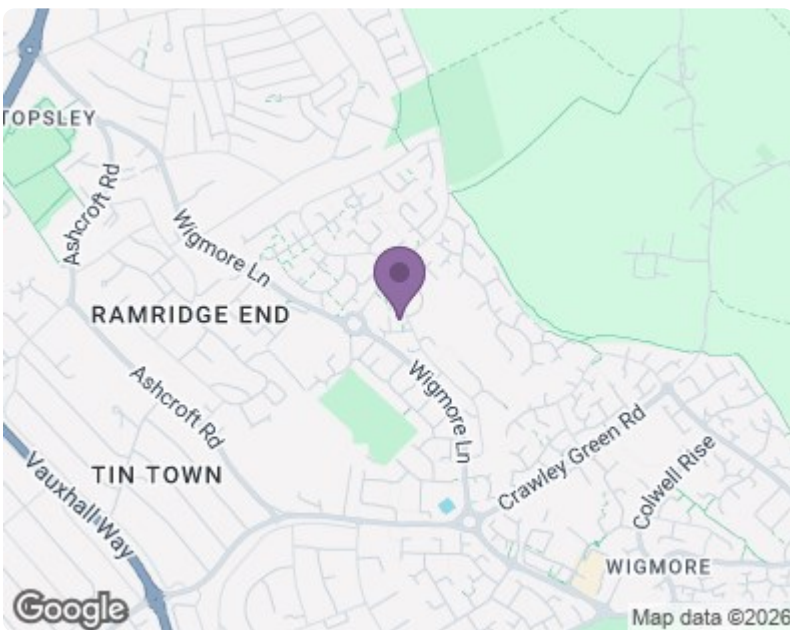 TOPSLEY
Ashcroft Rd
Wigmore Ln
RAMRIDGE END
Ashcroft Rd
Wigmore Ln
TIN TOWN
Crawley Green Rd
Colwell Rise
Vauxhall Way
WIGMORE
Google
Map data ©2026